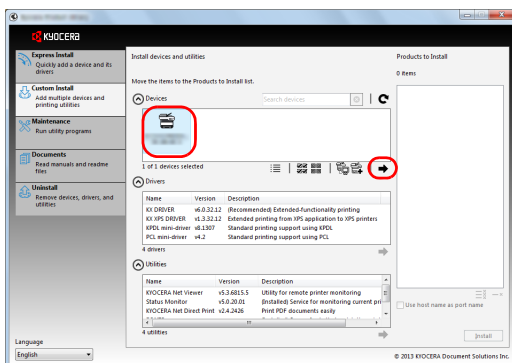 KYOCERA
Express Install
Quickly add a device and its
drivers
Custom Install
Add multiple devices and
printing utilities
Maintenance
Run utility programs
Documents
Read manuals and readme
files
Uninstall
Remove devices, drivers, and
utilities
Language
English
Install devices and utilities
Move the items to the Products to Install list.
Devices
Search devices
1 of 1 devices selected
Drivers
Name Version Description
KX DRIVER v6.0.32.12 (Recommended) Extended-functionality printing
KX XPS DRIVER v1.3.32.12 Extended printing from XPS application to XPS printers
KPDL mini-driver v8.1307 Standard printing support using KPDL
PCL mini-driver v4.2 Standard printing support using PCL
4 drivers
Utilities
Name Version Description
KYOCERA Net Viewer v5.3.6815.5 Utility for remote printer monitoring
Status Monitor v5.0.20.01 (Installed) Service for monitoring current pri
KYOCERA Net Direct Print v2.4.2426 Print PDF documents easily
4 utilities
Products to Install
0 items
Use host name as port name
Install
© 2013 KYOCERA Document Solutions Inc.